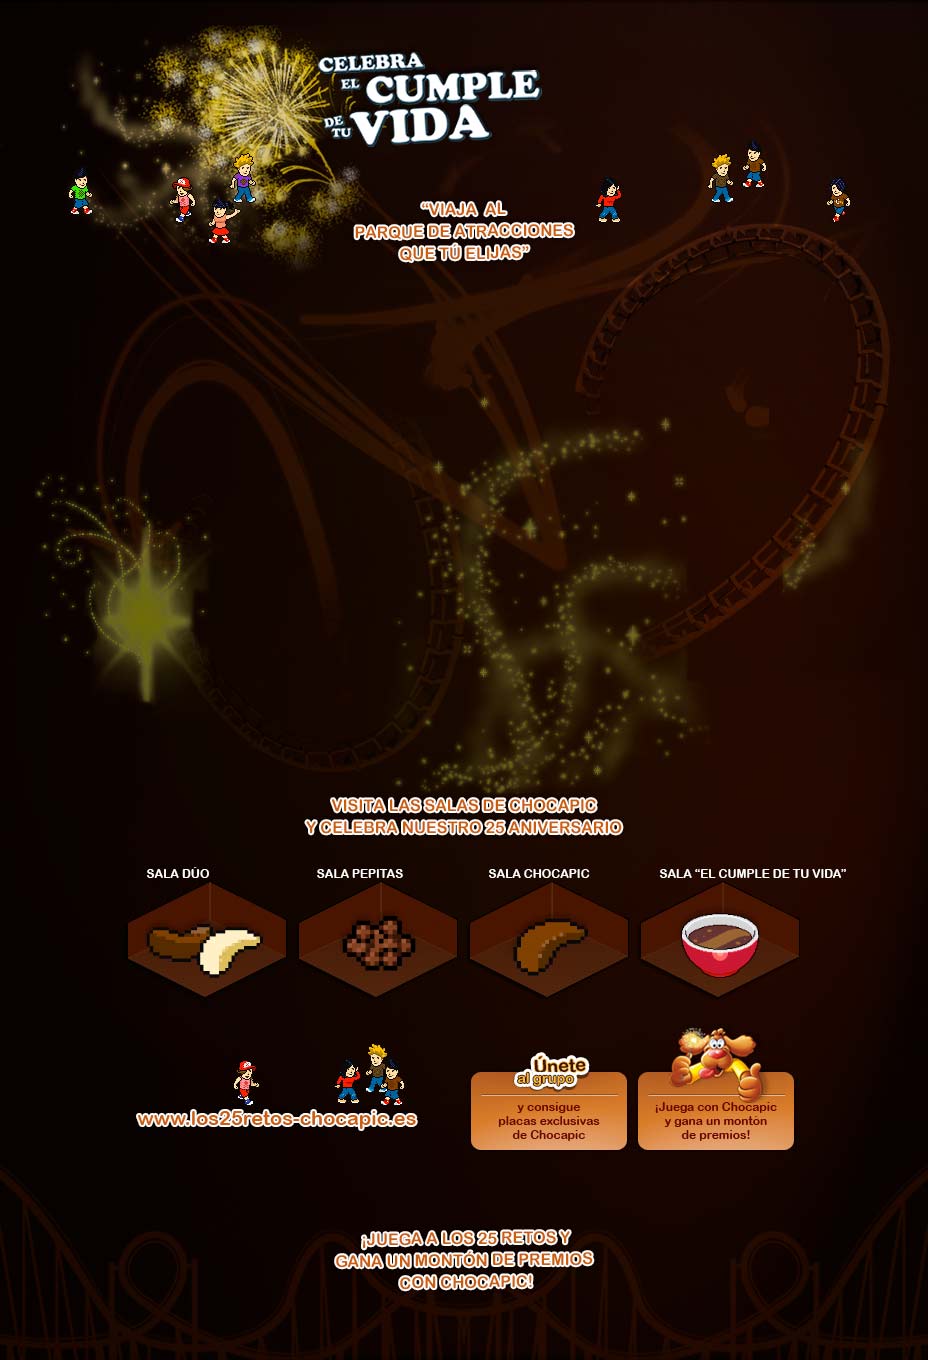 CELEBRA
EL CUMPLE
DE TU VIDA
“VIAJA AL
PARQUE DE ATRACCIONES
QUE TÚ ELIJAS”
VISITA LAS SALAS DE CHOCAPIC
Y CELEBRA NUESTRO 25 ANIVERSARIO
SALA DÚO
SALA PEPITAS
SALA CHOCAPIC
SALA “EL CUMPLE DE TU VIDA”
www.los25retos-chocapic.es
Únete
al grupo
y consigue
placas exclusivas
de Chocapic
¡Juega con Chocapic
y gana un montón
de premios!
¡JUEGA A LOS 25 RETOS Y
GANA UN MONTÓN DE PREMIOS
CON CHOCAPIC!